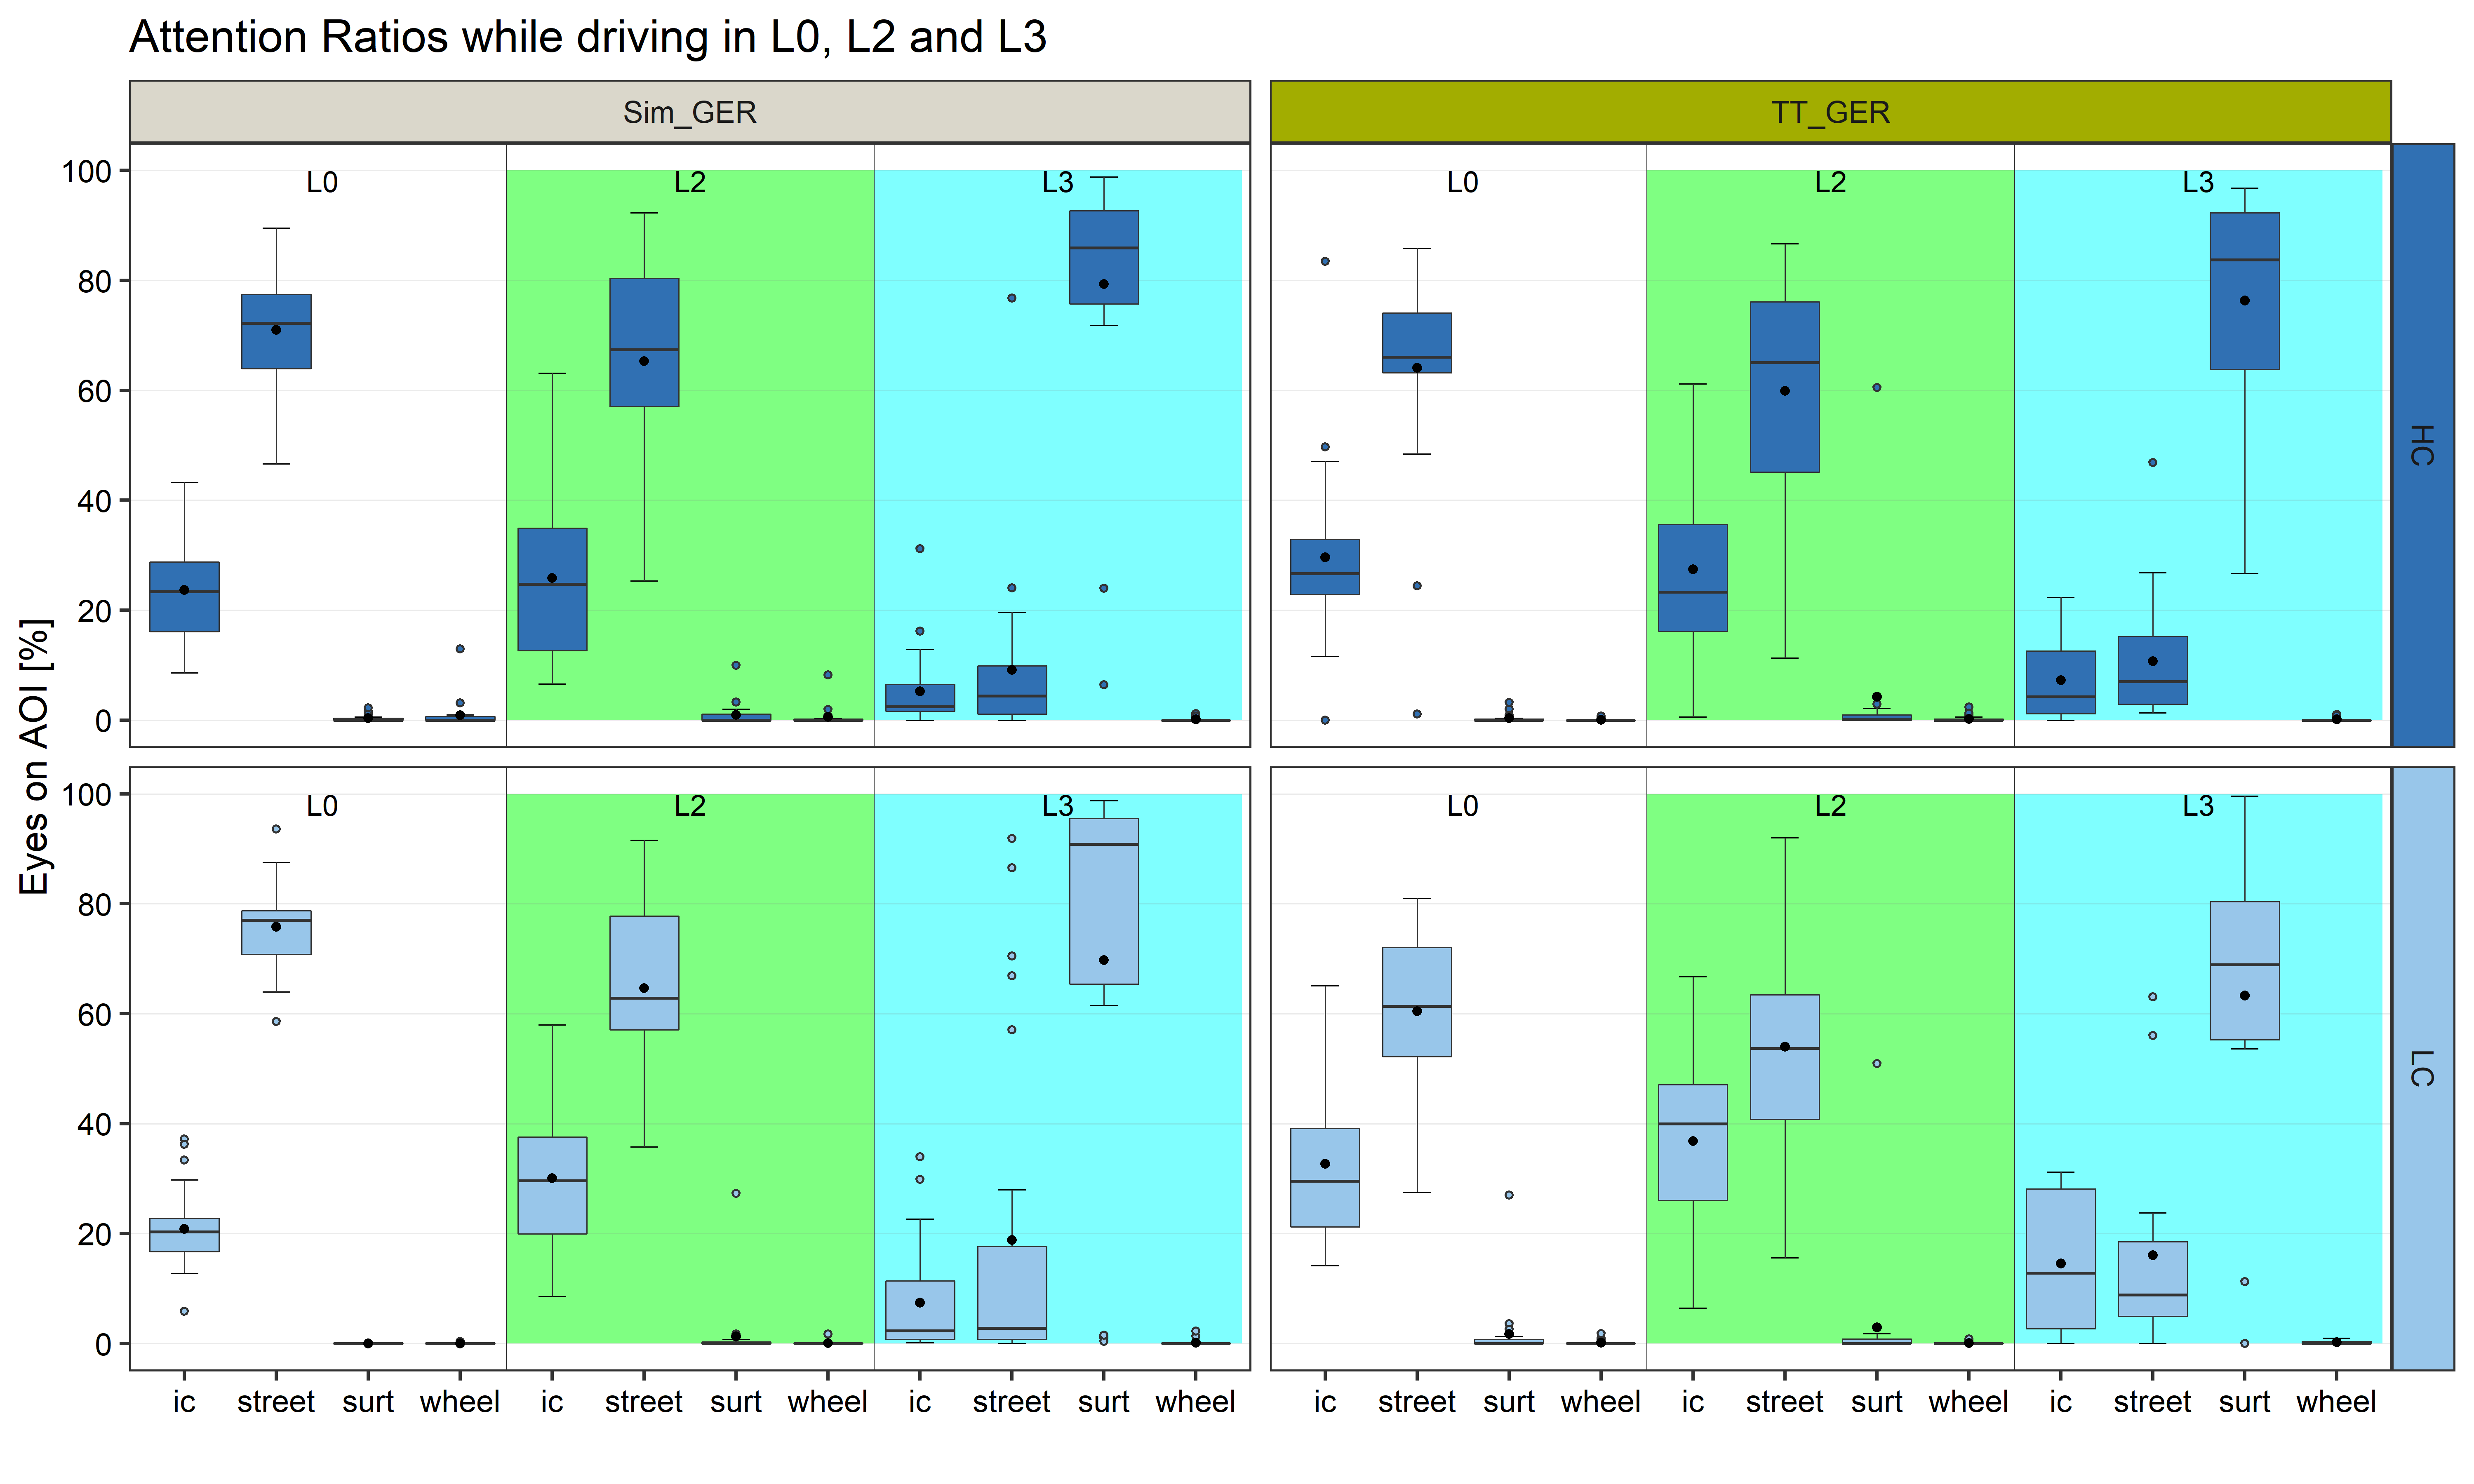 Attention Ratios while driving in L0, L2 and L3
Sim_GER
TT_GER
Eyes on AOI [%]
100
80
60
40
20
0
L0
L2
L3
L0
L2
L3
HC
100
80
60
40
20
0
L0
L2
L3
L0
L2
L3
LC
ic street surt wheel ic street surt wheel ic street surt wheel
ic street surt wheel ic street surt wheel ic street surt wheel